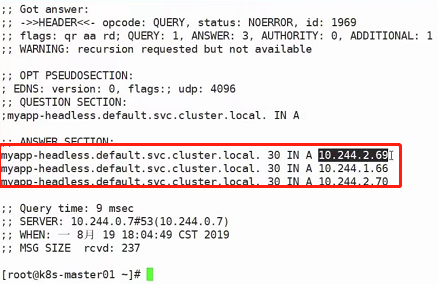 ;; Got answer:
;; ->>HEADER<<- opcode: QUERY, status: NOERROR, id: 1969
;; flags: qr aa rd; QUERY: 1, ANSWER: 3, AUTHORITY: 0, ADDITIONAL: 1
;; WARNING: recursion requested but not available
;; OPT PSEUDOSECTION:
; EDNS: version: 0, flags:; udp: 4096
;; QUESTION SECTION:
;myapp-headless.default.svc.cluster.local. IN A
;; ANSWER SECTION:
myapp-headless.default.svc.cluster.local. 30 IN A 10.244.2.69
myapp-headless.default.svc.cluster.local. 30 IN A 10.244.1.66
myapp-headless.default.svc.cluster.local. 30 IN A 10.244.2.70
;; Query time: 9 msec
;; SERVER: 10.244.0.7#53(10.244.0.7)
;; WHEN: 一 8月 19 18:04:49 CST 2019
;; MSG SIZE rcvd: 237
[root@k8s-master01 ~]#